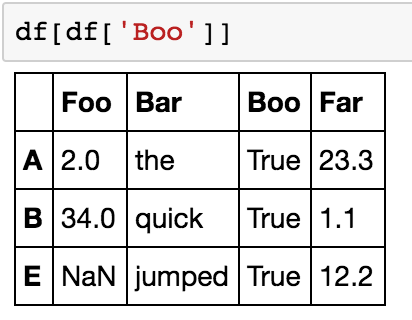 df[df['Boo']]
Foo Bar Boo Far
A 2.0 the True 23.3
B 34.0 quick True 1.1
E NaN jumped True 12.2